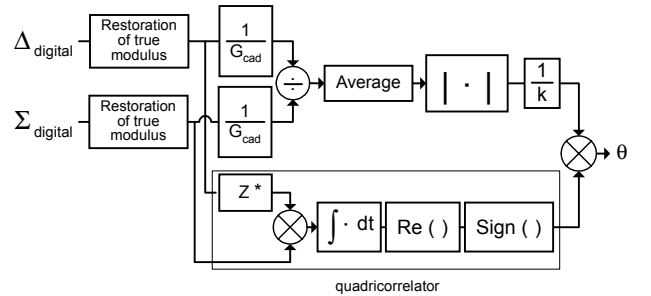 Δ digital
Restoration
of true
modulus
1
G cad
÷
Average
| · |
1
k
Σ digital
Restoration
of true
modulus
1
G cad
θ
Z *
∫ · dt
Re ( )
Sign ( )
quadricorrelator